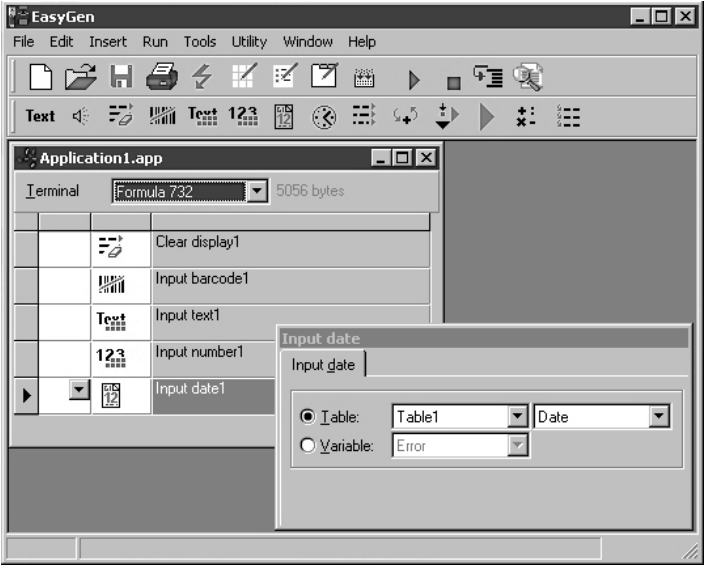 EasyGen
File Edit Insert Run Tools Utility Window Help
Text Text 123 12
Application1.app
Terminal Formula 732 5056 bytes
Clear display1
Input barcode1
Text Input text1
123 Input number1
12 Input date1
Input date
Input date
Table: Table1 Date
Variable: Error